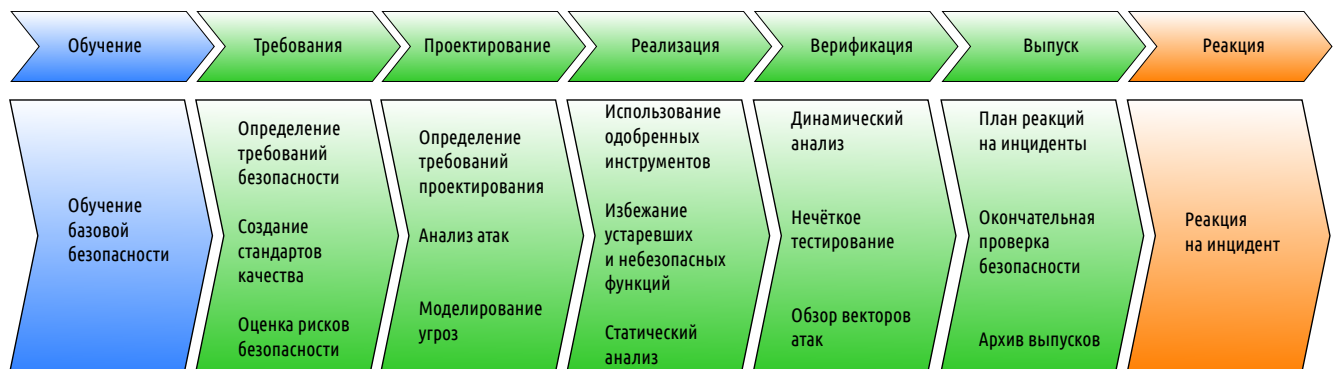 Обучение
Требования
Проектирование
Реализация
Верификация
Выпуск
Реакция
Обучение
базовой
безопасности
Определение
требований
безопасности
Создание
стандартов
качества
Оценка рисков
безопасности
Определение
требований
проектирования
Анализ атак
Моделирование
угроз
Использование
одобренных
инструментов
Избежание
устаревших
и небезопасных
функций
Статический
анализ
Динамический
анализ
Нечёткое
тестирование
Обзор векторов
атак
План реакций
на инциденты
Окончательная
проверка
безопасности
Архив выпусков
Реакция
на инцидент